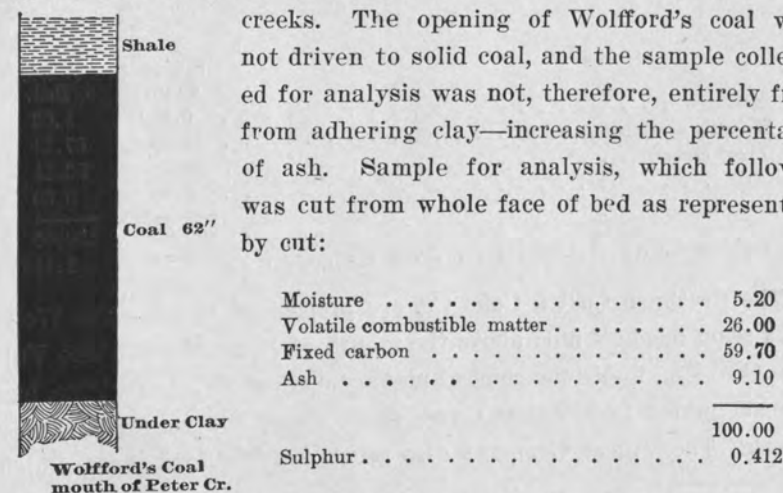 creeks. The opening of Wolfford's coal w
not driven to solid coal, and the sample colle
ed for analysis was not, therefore, entirely fr
from adhering clay—increasing the percenta
of ash. Sample for analysis, which follow
was cut from whole face of bed as represent
by cut:
Moisture . . . . . . . . . . . . . . . . 5.20
Volatile combustible matter . . . . . . . . 26.00
Fixed carbon . . . . . . . . . . . . . . 59.70
Ash . . . . . . . . . . . . . . . . . . 9.10
100.00
Sulphur . . . . . . . . . . . . . . . . . 0.412
Shale
Coal 62"
Under Clay
Wolfford's Coal
mouth of Peter Cr.